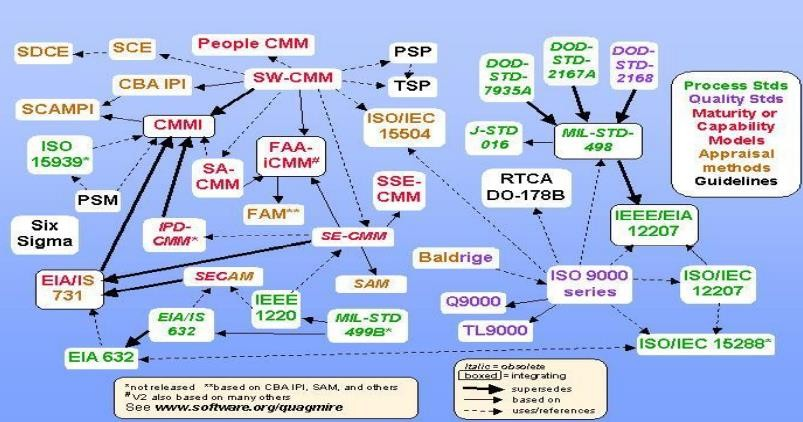 People CMM
SDCE
SCE
PSP
SW-CMM
TSP
CBA IPI
SCAMPI
CMMI
ISO/IEC
15504
ISO
15939*
FAA-
iCMM#
SA-
CMM
PSM
FAM**
SSE-
CMM
Six
Sigma
IPD-
CMM*
SE-CMM
EIA/IS
731
SECAM
SAM
EIA/IS
632
IEEE
1220
MIL-STD
499B*
EIA 632
DOD-
STD-
7935A
DOD-
STD-
2167A
DOD-
STD-
2168
J-STD
016
MIL-STD-
498
RTCA
DO-178B
IEEE/EIA
12207
Baldrige
ISO 9000
series
ISO/IEC
12207
Q9000
TL9000
ISO/IEC 15288*
Process Stds
Quality Stds
Maturity or
Capability
Models
Appraisal
methods
Guidelines
*not released **based on CBA IPI, SAM, and others
# V2 also based on many others
See www.software.org/quagmire
Italic = obsolete
boxed = integrating
supersedes
based on
uses/references